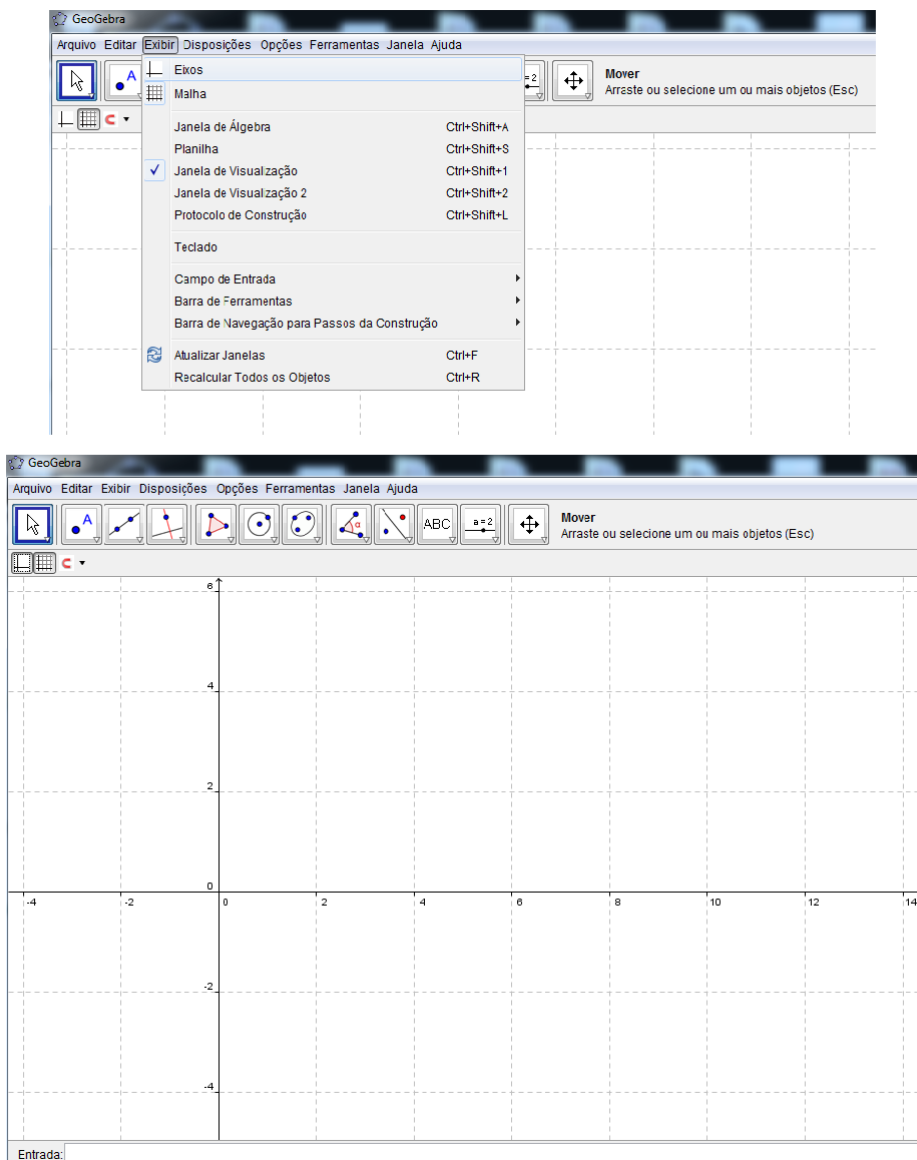 GeoGebra
Arquivo Editar Exibir Disposições Opções Ferramentas Janela Ajuda
A
=2
Mover
Arraste ou selecione um ou mais objetos (Esc)
Eixos
Malha
Janela de Álgebra Ctrl+Shift+A
Planilha Ctrl+Shift+S
Janela de Visualização Ctrl+Shift+1
Janela de Visualização 2 Ctrl+Shift+2
Protocolo de Construção Ctrl+Shift+L
Teclado
Campo de Entrada
Barra de Ferramentas
Barra de Navegação para Passos da Construção
Atualizar Janelas Ctrl+F
Recalcular Todos os Objetos Ctrl+R
GeoGebra
Arquivo Editar Exibir Disposições Opções Ferramentas Janela Ajuda
A α ABC a=2
Mover
Arraste ou selecione um ou mais objetos (Esc)
6
4
2
0
-4 -2 0 2 4 6 8 10 12 14
-2
-4
Entrada: